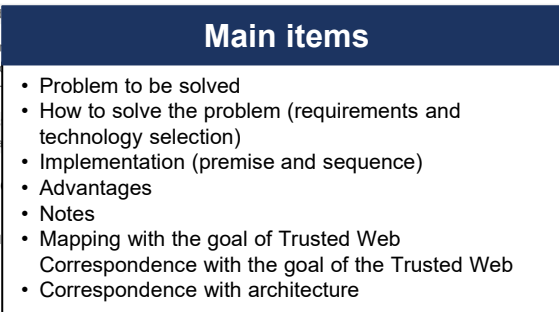 Main items
• Problem to be solved
• How to solve the problem (requirements and
technology selection)
• Implementation (premise and sequence)
• Advantages
• Notes
• Mapping with the goal of Trusted Web
Correspondence with the goal of the Trusted Web
• Correspondence with architecture